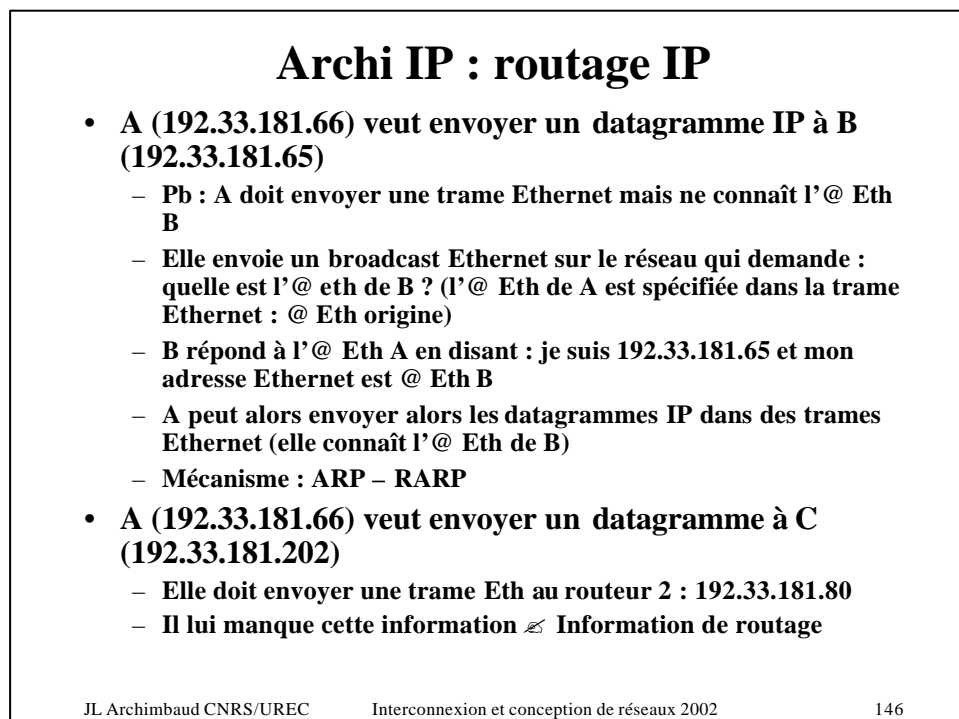 Archi IP : routage IP
• A (192.33.181.66) veut envoyer un datagramme IP à B
(192.33.181.65)
– Pb : A doit envoyer une trame Ethernet mais ne connaît l'@ Eth
B
– Elle envoie un broadcast Ethernet sur le réseau qui demande :
quelle est l'@ eth de B ? (l'@ Eth de A est spécifiée dans la trame
Ethernet : @ Eth origine)
– B répond à l'@ Eth A en disant : je suis 192.33.181.65 et mon
adresse Ethernet est @ Eth B
– A peut alors envoyer alors les datagrammes IP dans des trames
Ethernet (elle connaît l'@ Eth de B)
– Mécanisme : ARP – RARP
• A (192.33.181.66) veut envoyer un datagramme à C
(192.33.181.202)
– Elle doit envoyer une trame Eth au routeur 2 : 192.33.181.80
– Il lui manque cette information ✍ Information de routage
JL Archimbaud CNRS/UREC Interconnexion et conception de réseaux 2002 146